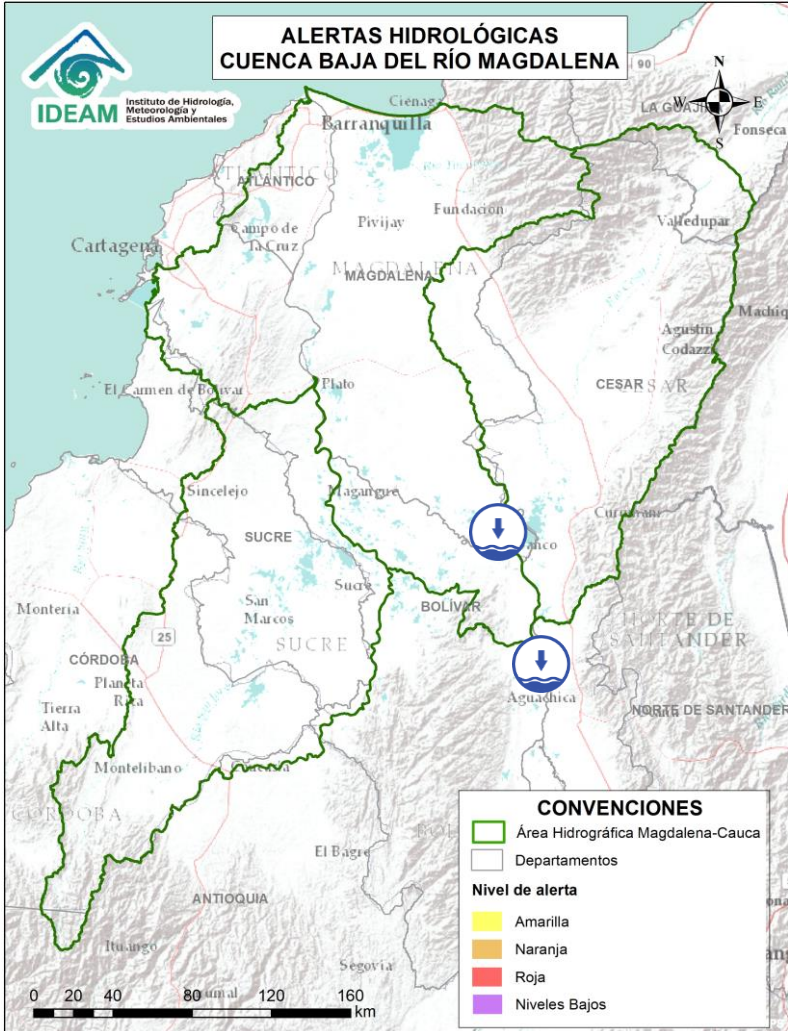 ALERTAS HIDROLÓGICAS
CUENCA BAJA DEL RÍO MAGDALENA
IDEAM
Instituto de Hidrología,
Meteorología y
Estudios Ambientales
90
N
W
E
S
LA GUAJIRA
Fonseca
Ciénaga
Barranquilla
ATLÁNTICO
ATLÁNTICO
Campo de
la Cruz
Pivijay
Fundación
Valledupar
Cartagena
MAGDALENA
MAGDALENA
Agustín
Codazzi
CESAR
CESAR
El Carmen de Bolívar
Plato
Sincelejo
Magangué
SUCRE
Sucre
San
Marcos
SUCRE
BOLÍVAR
NORTE DE
SANTANDER
Montería
25
CÓRDOBA
Planeta
Rica
Tierra
Alta
Aguachica
NORTE DE SANTANDER
Montelíbano
CÓRDOBA
El Bagre
ANTIOQUIA
Ituango
Segovia
CONVENCIONES
Área Hidrográfica Magdalena-Cauca
Departamentos
Nivel de alerta
Amarilla
Naranja
Roja
Niveles Bajos
0 10 20 40 80 120 160
km